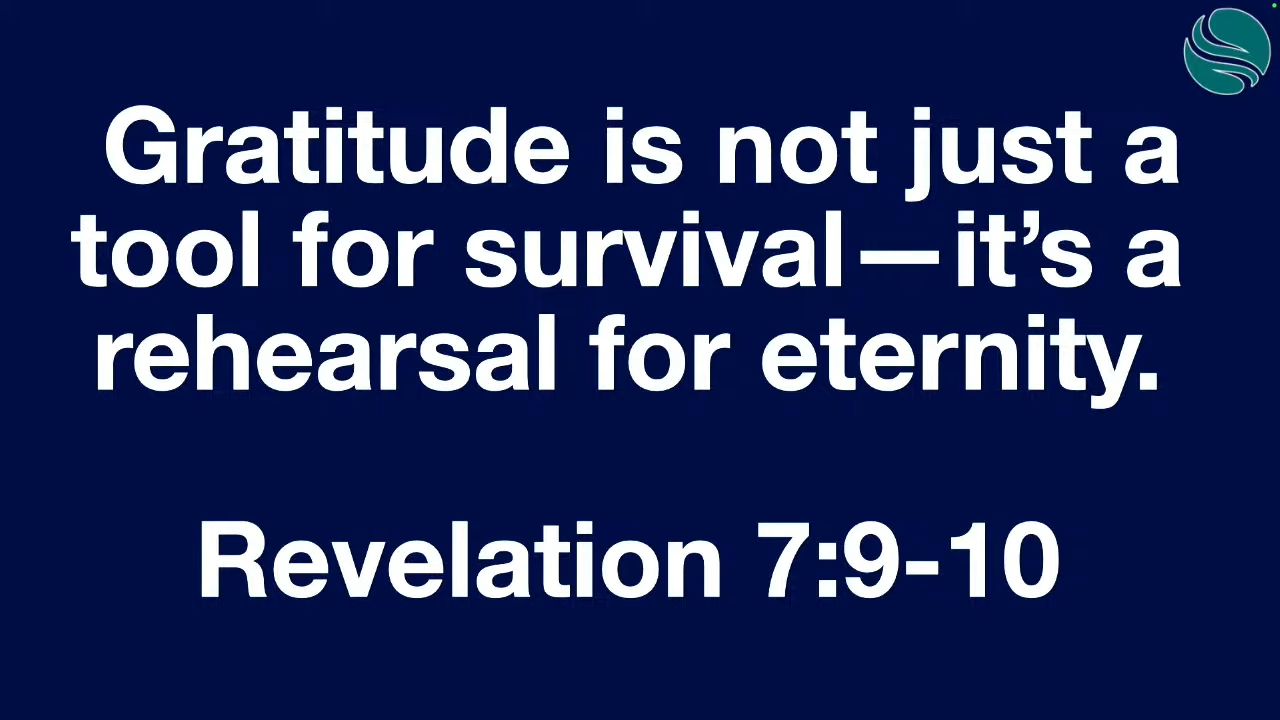 Gratitude is not just a
tool for survival—it’s a
rehearsal for eternity.
Revelation 7:9-10